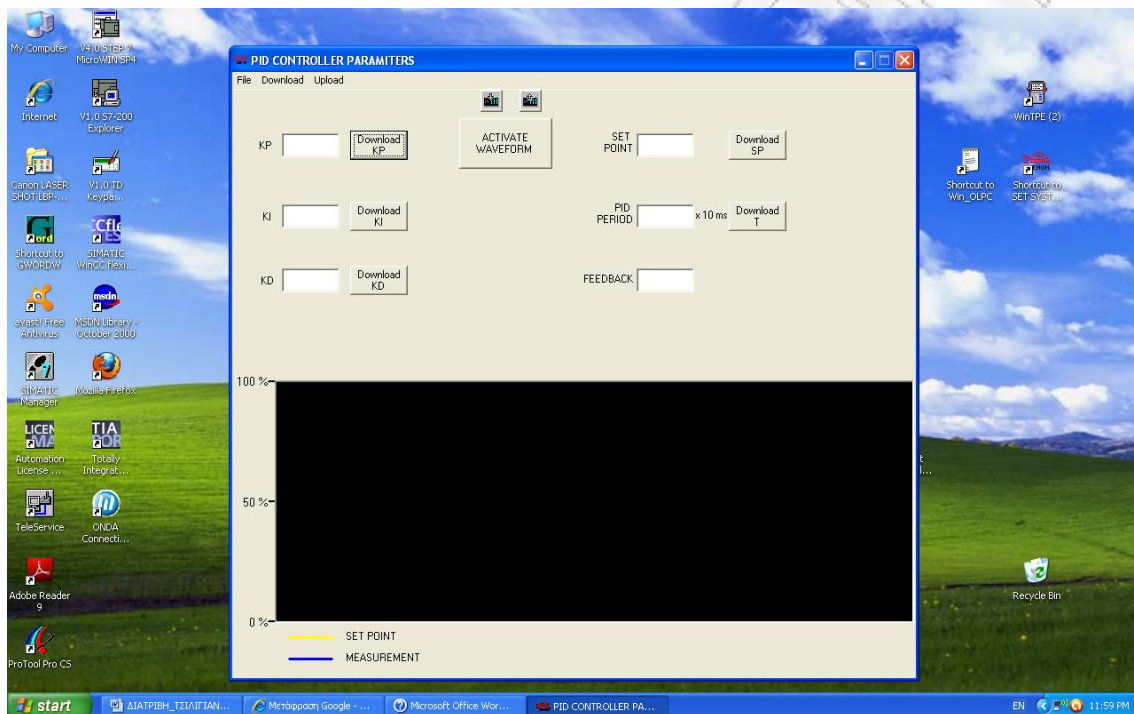 My Computer
V4.0 STEP 7
MicroWIN SP4
Internet
V1.0 S7-200
Explorer
Canon LASER
SHOT LBP-...
V1.0 TD
Keypa...
Shortcut to
GWORDW
SIMATIC
WinCC flexi...
avast! Free
Antivirus
MSDN Library -
October 2000
SIMATIC
Manager
Mozilla Firefox
Automation
License ...
Totally
Integrat...
TeleService
ONDA
Connecti...
Adobe Reader
9
ProTool Pro CS
PID CONTROLLER PARAMITERS
File Download Upload
KP
Download
KP
ACTIVATE
WAVEFORM
SET
POINT
Download
SP
KI
Download
KI
PID
PERIOD
x 10 ms
Download
T
KD
Download
KD
FEEDBACK
100 %
50 %
0 %
SET POINT
MEASUREMENT
WinTPE (2)
Shortcut to
Win_OLPC
Shortcut to
SET SYST...
Recycle Bin
start
ΔΙΑΤΡΙΒΗ_ΤΣΙΛΙΓΙΑΝ...
Μετάφραση Google - ...
Microsoft Office Wor...
PID CONTROLLER PA...
EN
11:59 PM